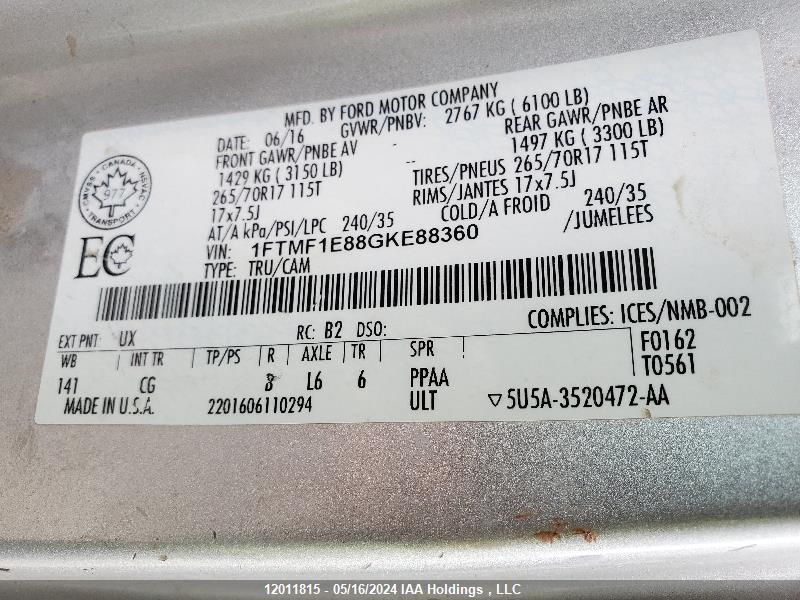 MFD. BY FORD MOTOR COMPANY
DATE: 06/16 GVWR/PNBV: 2767 KG ( 6100 LB)
FRONT GAWR/PNBE AV -- REAR GAWR/PNBE AR
1429 KG ( 3150 LB) 1497 KG ( 3300 LB)
265/70R17 115T -- TIRES/PNEUS 265/70R17 115T
17x7.5J RIMS/JANTES 17x7.5J
AT/A kPa/PSI/LPC 240/35 COLD/A FROID 240/35
VIN: 1FTMF1E88GKE88360 /JUMELEES
TYPE: TRU/CAM
CANADA
CMVSS NSVAC
977
TRANSPORT
EC
COMPLIES: ICES/NMB-002
EXT PNT: UX RC: B2 DSO: F0162
WB INT TR TP/PS R AXLE TR SPR T0561
141 CG 8 L6 6 PPAA
MADE IN U.S.A. 2201606110294 ULT ▽5U5A-3520472-AA
12011815 - 05/16/2024 IAA Holdings , LLC